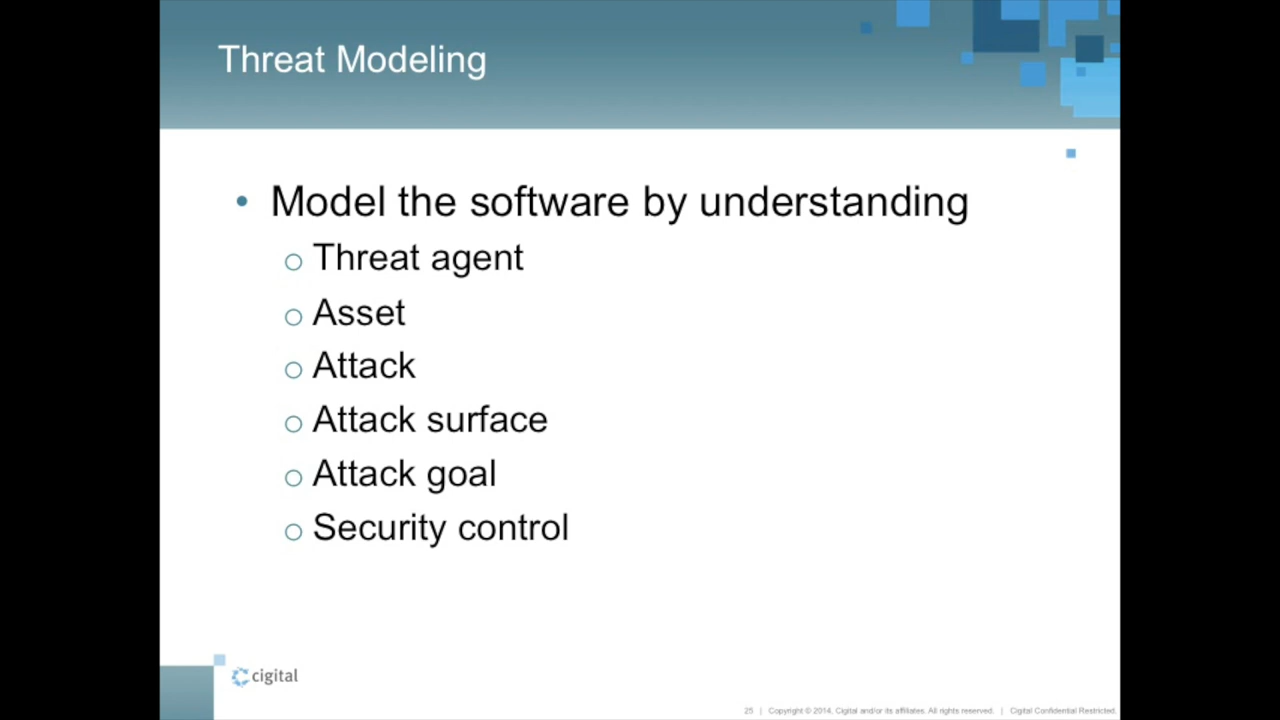 Threat Modeling
• Model the software by understanding
o Threat agent
o Asset
o Attack
o Attack surface
o Attack goal
o Security control
cigital
25 | Copyright © 2014, Cigital and/or its affiliates. All rights reserved. | Cigital Confidential Restricted.